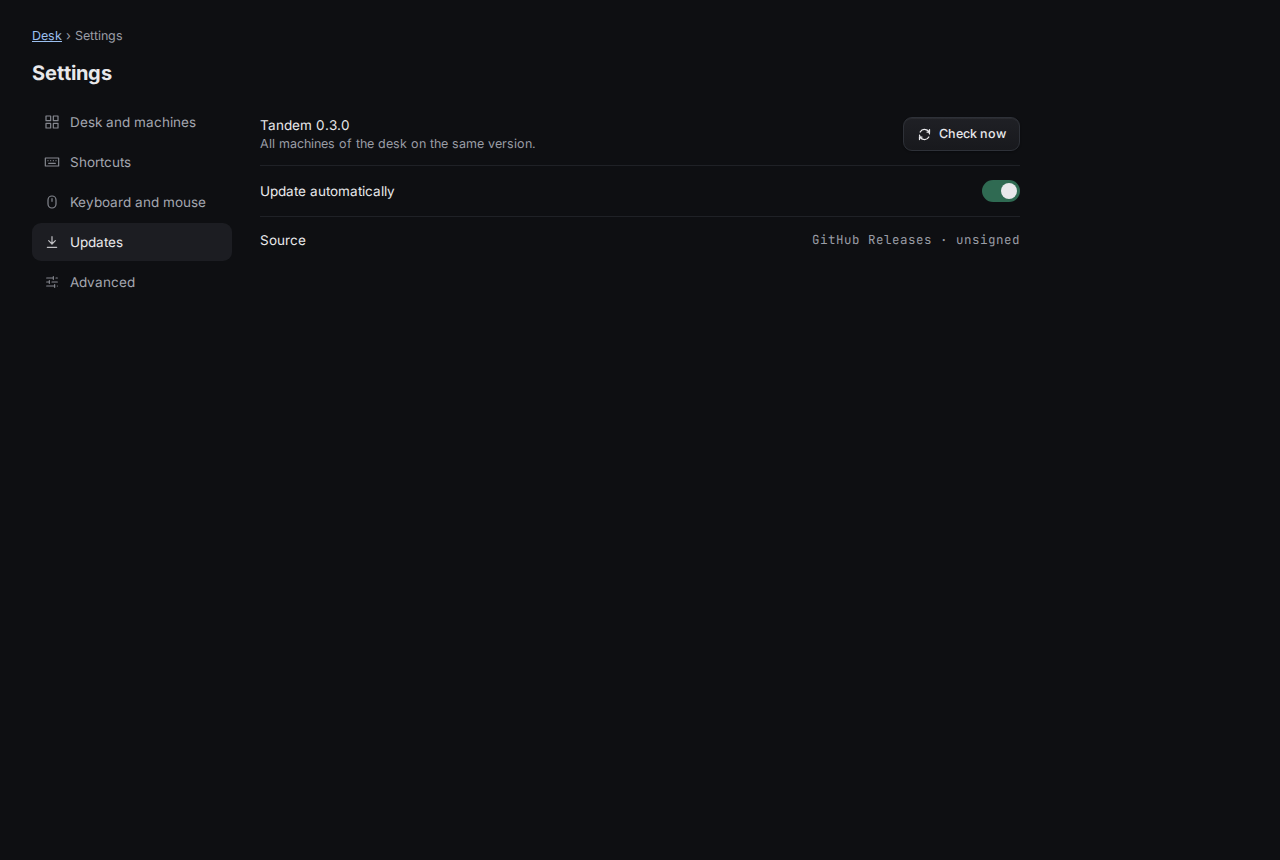 Desk › Settings
Settings
Desk and machines
Shortcuts
Keyboard and mouse
Updates
Advanced
Tandem 0.3.0
All machines of the desk on the same version.
Check now
Update automatically
Source
GitHub Releases · unsigned